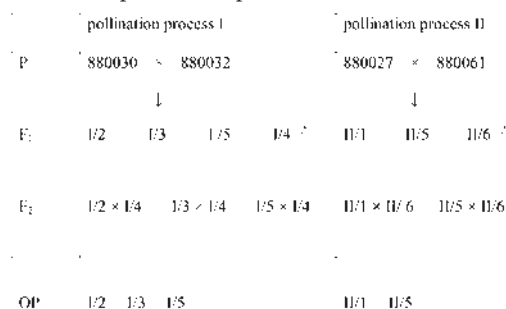 pollination process I pollination process II
P 880030 × 880032 880027 × 880061
↓ ↓
F₁ I/2 I/3 I/5 I/4 II/1 II/5 II/6
F₂ I/2 × I/4 I/3 × I/4 I/5 × I/4 II/1 × II/6 II/5 × II/6
OP I/2 I/3 I/5 II/1 II/5